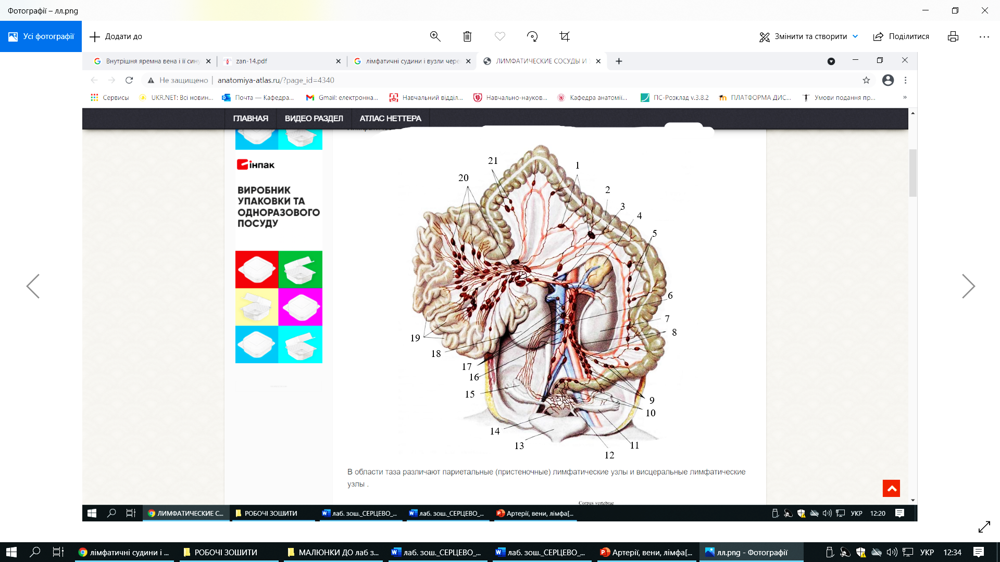 Фотографії – лл.png
Усі фотографії
Додати до
Змінити та створити
Поділитися
Внутрішня яремна вена і її сину
zan-14.pdf
лімфатичні судини і вузли чере
ЛИМФАТИЧЕСКИЕ СОСУДЫ И
Не защищено
anatomiya-atlas.ru/?page_id=4340
Сервисы
UKR.NET: Всі новин...
Почта — Кафедра...
Gmail: електронна...
Навчальний відділ...
Навчально-науков...
Кафедра анатомії...
ПС-Розклад v.3.8.2
ПЛАТФОРМА ДИС...
Умови подання пр...
»
ГЛАВНАЯ
ВИДЕО РАЗДЕЛ
АТЛАС НЕТТЕРА
інпак
ВИРОБНИК
УПАКОВКИ ТА
ОДНОРАЗОВОГО
ПОСУДУ
21
1
20
2
3
4
5
6
7
8
19
18
17
16
15
9
10
14
13
11
12
В области таза различают париетальные (пристеночные) лимфатические узлы и висцеральные лимфатические
узлы .
Corpus vertebrae
ЛИМФАТИЧЕСКИЕ С...
РОБОЧІ ЗОШИТИ
лаб. зош._СЕРЦЕВО_...
лаб. зош._СЕРЦЕВО_...
Артерії, вени, лімфа[...
УКР
12:20
лімфатичні судини і ...
РОБОЧІ ЗОШИТИ
МАЛЮНКИ ДО лаб з...
лаб. зош._СЕРЦЕВО_...
лаб. зош._СЕРЦЕВО_...
Артерії, вени, лімфа[...
лл.png - Фотографії
УКР
12:34